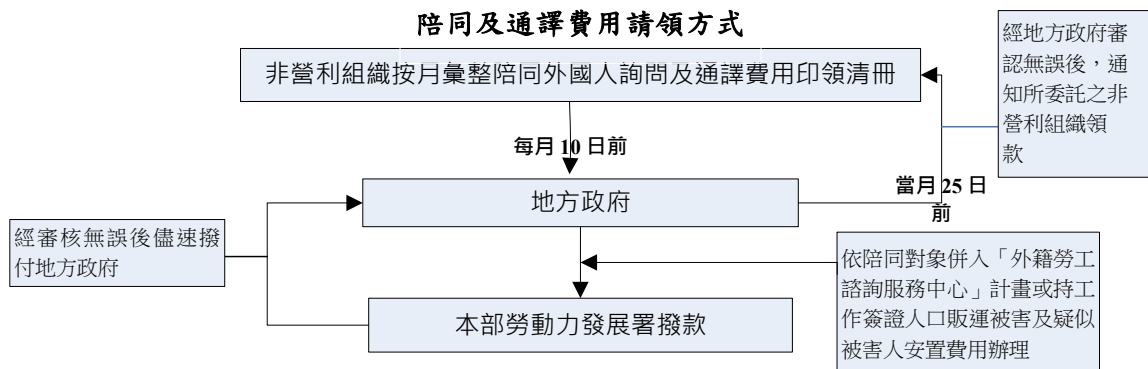 陪同及通譯費用請領方式
非營利組織按月彙整陪同外國人詢問及通譯費用印領清冊
經地方政府審
認無誤後，通
知所委託之非
營利組織領
款
每月 10 日前
地方政府
當月 25 日
前
經審核無誤後儘速撥
付地方政府
依陪同對象併入「外籍勞工
諮詢服務中心」計畫或持工
作簽證人口販運被害及疑似
被害人安置費用辦理
本部勞動力發展署撥款